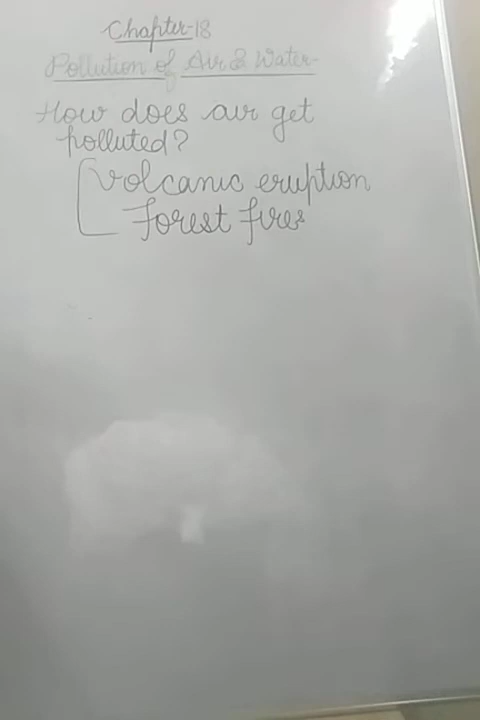 Chapter-18
Pollution of Air & Water-
How does air get
polluted?
Volcanic eruption
Forest fires